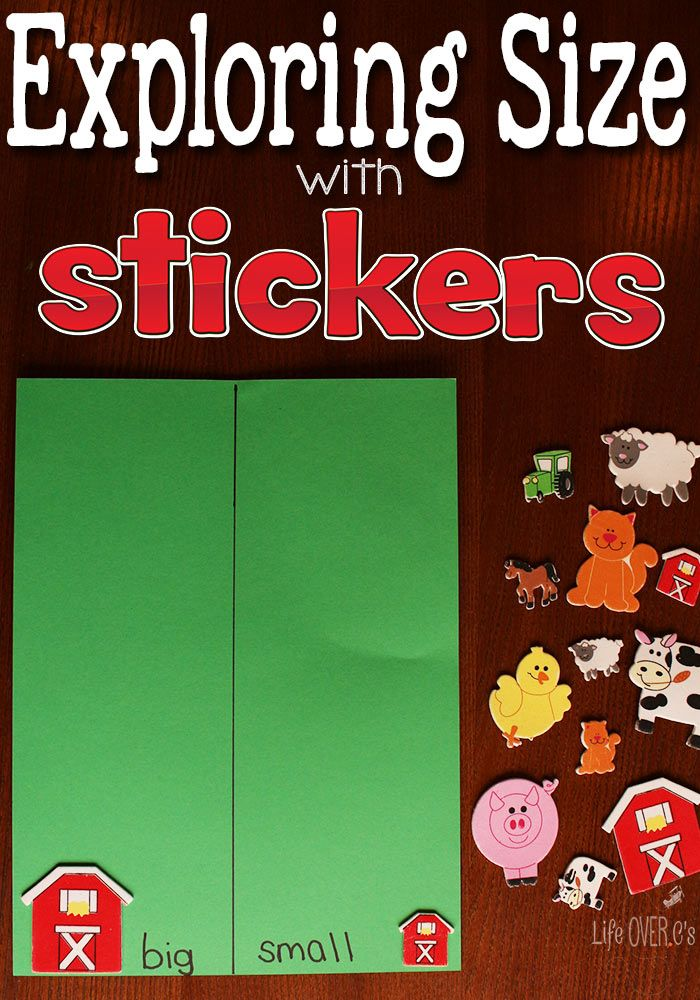 Exploring Size
with
stickers
big small
Life OVER C's